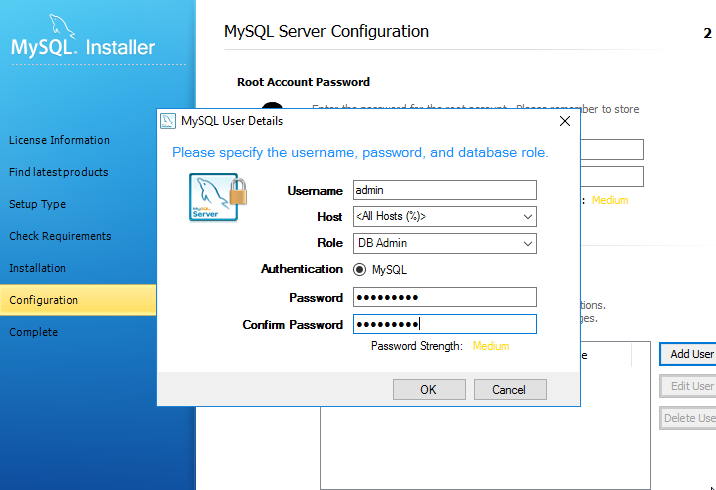 MySQL Installer
MySQL Server Configuration
2
Root Account Password
Enter the password for the root account. Please remember to store
License Information
Find latest products
Setup Type
Check Requirements
Installation
Configuration
Complete
MySQL User Details
Please specify the username, password, and database role.
MySQL
Server
Username admin
Host <All Hosts (%)>
Role DB Admin
Authentication MySQL
Password ●●●●●●●●●
Confirm Password ●●●●●●●●●
Password Strength: Medium
OK Cancel
: Medium
Add User
Edit User
Delete Use